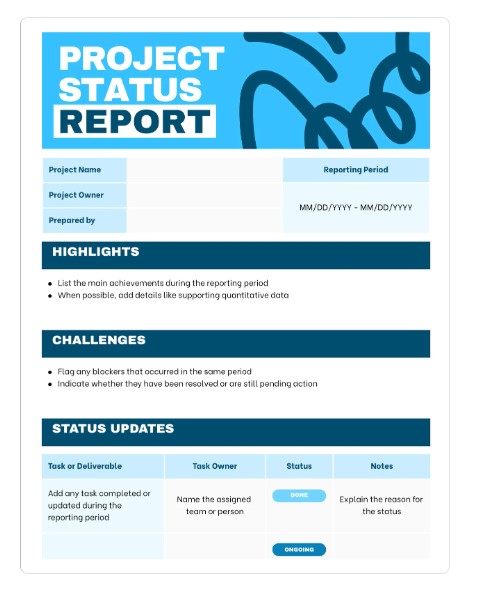 PROJECT
STATUS
REPORT
Project Name
Reporting Period
Project Owner
MM/DD/YYYY - MM/DD/YYYY
Prepared by
HIGHLIGHTS
● List the main achievements during the reporting period
● When possible, add details like supporting quantitative data
CHALLENGES
● Flag any blockers that occurred in the same period
● Indicate whether they have been resolved or are still pending action
STATUS UPDATES
Task or Deliverable
Task Owner
Status
Notes
Add any task completed or
updated during the
reporting period
Name the assigned
team or person
DONE
Explain the reason for
the status
ONGOING